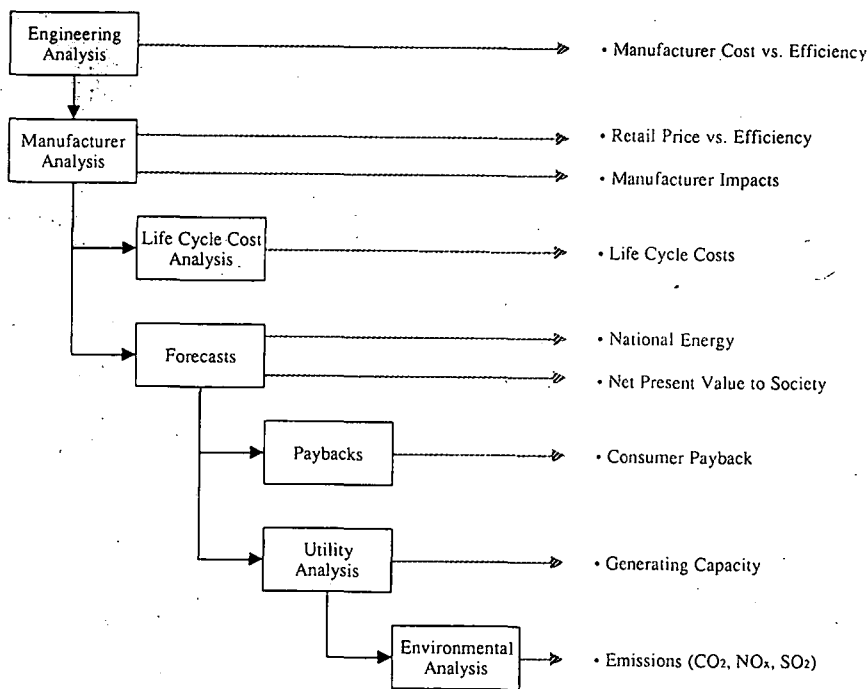 Engineering
Analysis
• Manufacturer Cost vs. Efficiency
Manufacturer
Analysis
• Retail Price vs. Efficiency
• Manufacturer Impacts
Life Cycle Cost
Analysis
• Life Cycle Costs
Forecasts
• National Energy
• Net Present Value to Society
Paybacks
• Consumer Payback
Utility
Analysis
• Generating Capacity
Environmental
Analysis
• Emissions (CO₂, NOₓ, SO₂)